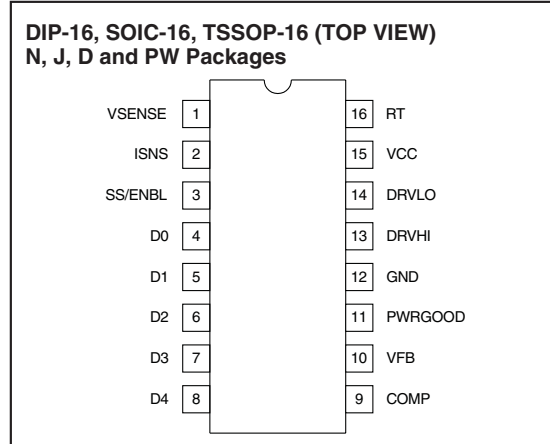 DIP-16, SOIC-16, TSSOP-16 (TOP VIEW)
N, J, D and PW Packages
VSENSE 1 16 RT
ISNS 2 15 VCC
SS/ENBL 3 14 DRVLO
D0 4 13 DRVHI
D1 5 12 GND
D2 6 11 PWRGOOD
D3 7 10 VFB
D4 8 9 COMP